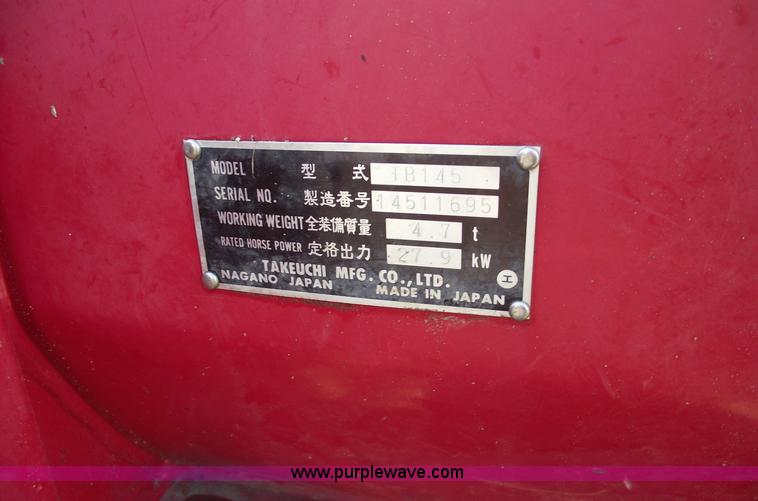 MODEL 型式 TB145
SERIAL NO. 製造番号 14511695
WORKING WEIGHT 全装備質量 4.7 t
RATED HORSE POWER 定格出力 27.9 kW
TAKEUCHI MFG. CO., LTD. エ
NAGANO JAPAN MADE IN JAPAN
www.purplewave.com